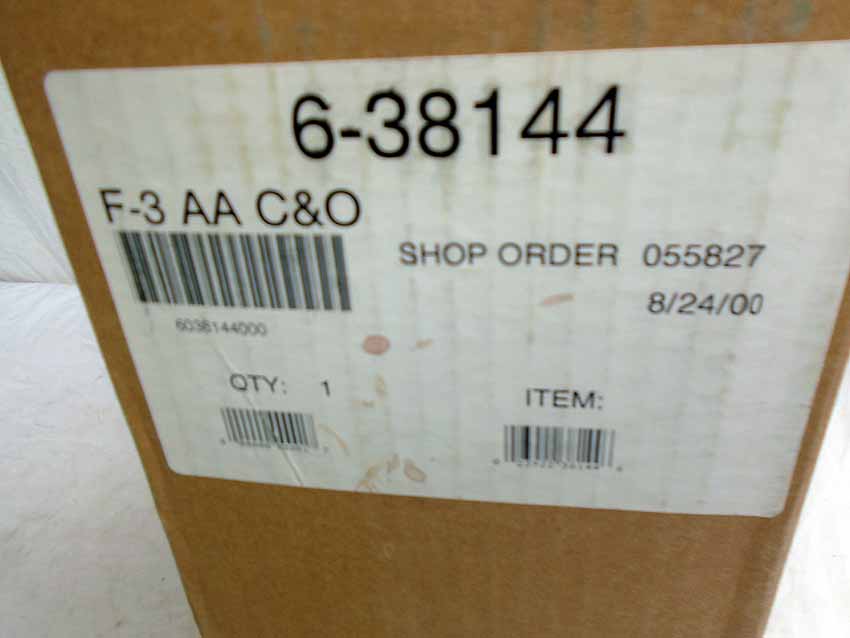 6-38144
F-3 AA C&O
SHOP ORDER 055827
8/24/00
6038144000
QTY: 1
ITEM: